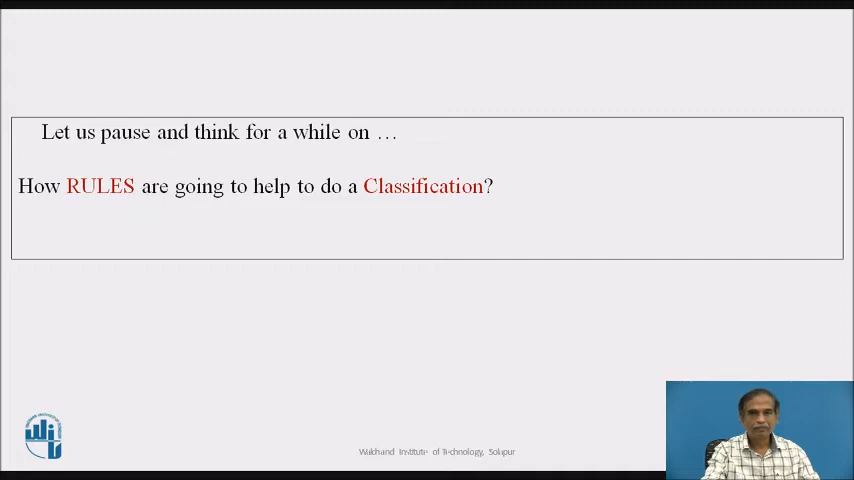 Let us pause and think for a while on …
How RULES are going to help to do a Classification?
Walchand Institute of Technology, Solapur